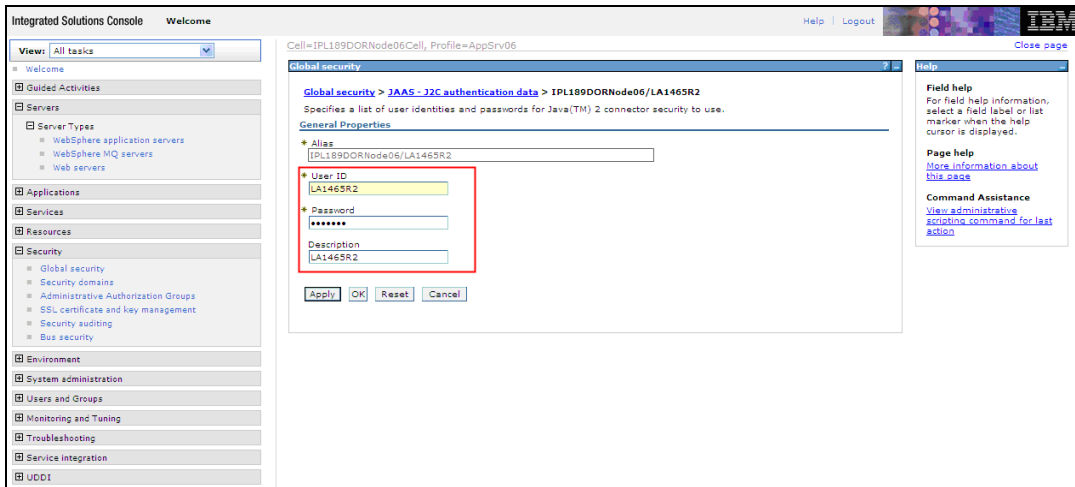 Integrated Solutions Console Welcome Help Logout IBM
View: All tasks
Welcome
Guided Activities
Servers
Server Types
WebSphere application servers
WebSphere MQ servers
Web servers
Applications
Services
Resources
Security
Global security
Security domains
Administrative Authorization Groups
SSL certificate and key management
Security auditing
Bus security
Environment
System administration
Users and Groups
Monitoring and Tuning
Troubleshooting
Service integration
UDDI
Cell=IPL189DORNode06Cell, Profile=AppSrv06
Close page
Global security ? _
Global security > JAAS - J2C authentication data > IPL189DORNode06/LA1465R2
Specifies a list of user identities and passwords for Java(TM) 2 connector security to use.
General Properties
Alias
IPL189DORNode06/LA1465R2
User ID
LA1465R2
Password
•••••••
Description
LA1465R2
Apply OK Reset Cancel
Help _
Field help
For field help information,
select a field label or list
marker when the help
cursor is displayed.
Page help
More information about
this page
Command Assistance
View administrative
scripting command for last
action